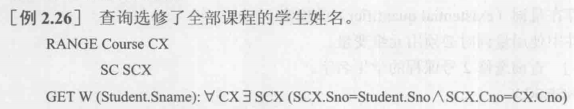 [例 2.26] 查询选修了全部课程的学生姓名。
RANGE Course CX
SC SCX
GET W (Student.Sname): ∀ CX ∃ SCX (SCX.Sno=Student.Sno ∧ SCX.Cno=CX.Cno)